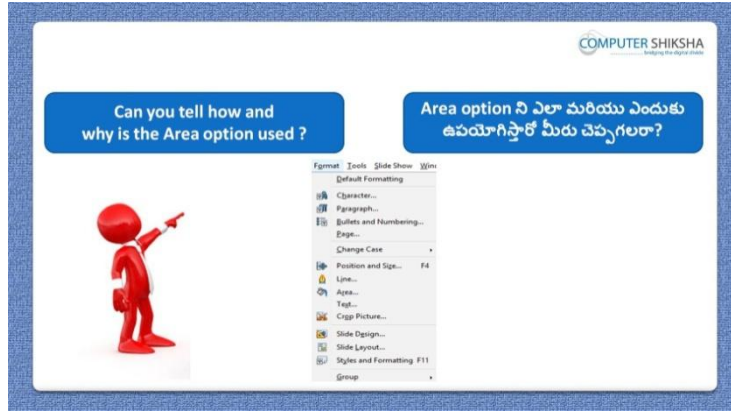 COMPUTER SHIKSHA
Bridging the digital divide
Can you tell how and
why is the Area option used ?
Area option ని ఎలా మరియు ఎందుకు
ఉపయోగిస్తారో మీరు చెప్పగలరా?
Format Tools Slide Show Win
Default Formatting
Character...
Paragraph...
Bullets and Numbering...
Page...
Change Case
Position and Size... F4
Line...
Area...
Text...
Crop Picture...
Slide Design...
Slide Layout...
Styles and Formatting F11
Group